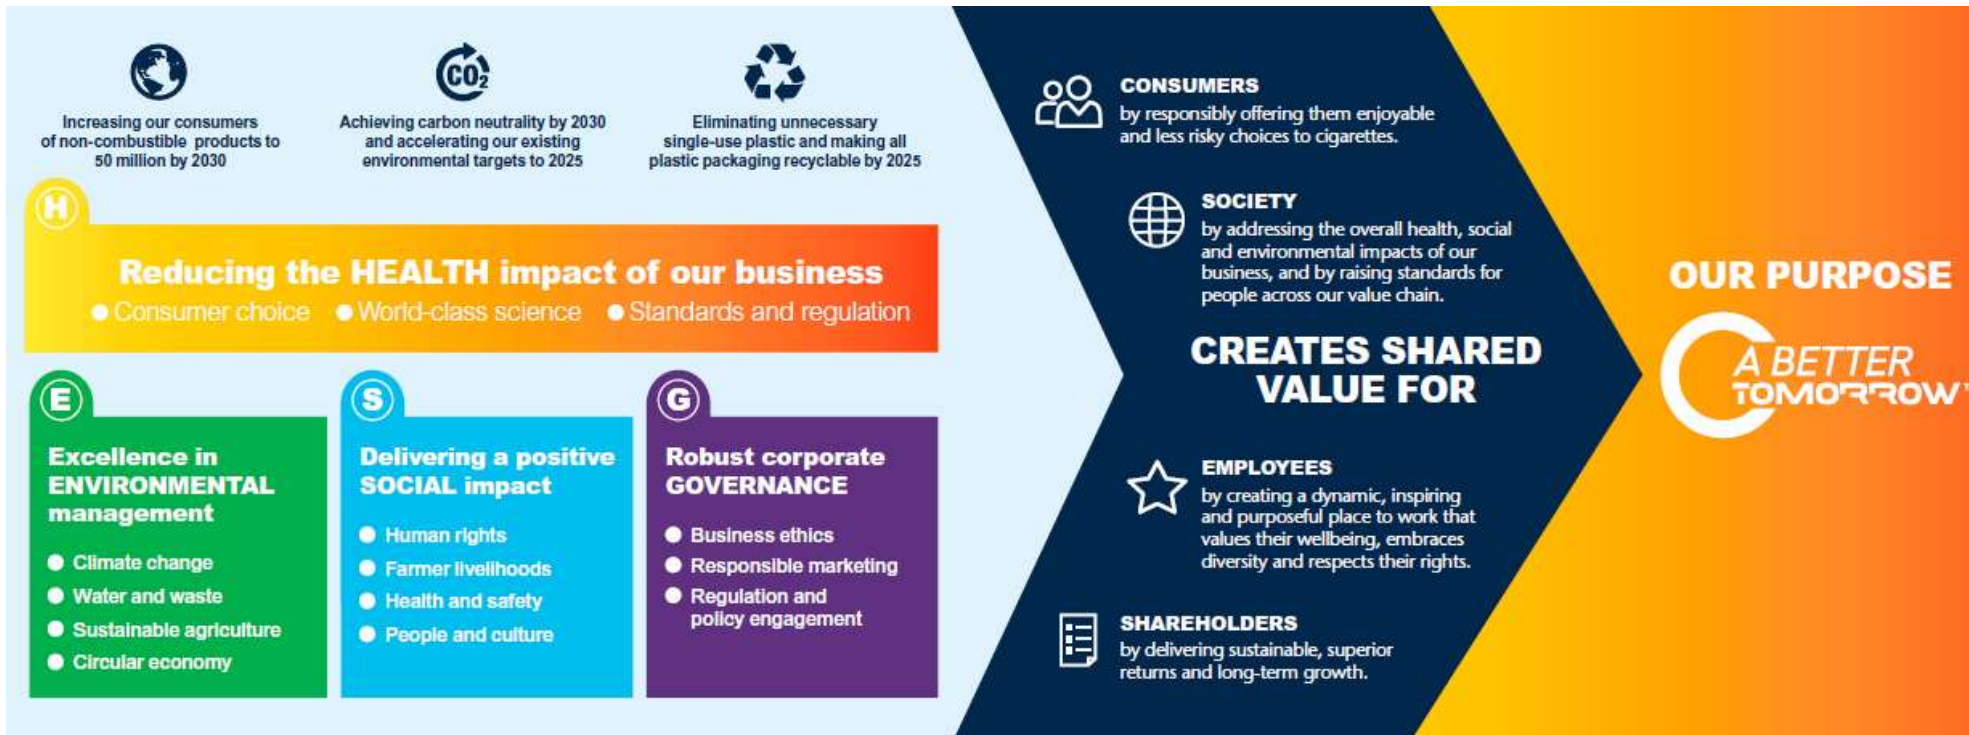 Increasing our consumers
of non-combustible products to
50 million by 2030
CO2
Achieving carbon neutrality by 2030
and accelerating our existing
environmental targets to 2025
Eliminating unnecessary
single-use plastic and making all
plastic packaging recyclable by 2025
H
Reducing the HEALTH impact of our business
Consumer choice
World-class science
Standards and regulation
E
Excellence in
ENVIRONMENTAL
management
Climate change
Water and waste
Sustainable agriculture
Circular economy
S
Delivering a positive
SOCIAL impact
Human rights
Farmer livelihoods
Health and safety
People and culture
G
Robust corporate
GOVERNANCE
Business ethics
Responsible marketing
Regulation and
policy engagement
CONSUMERS
by responsibly offering them enjoyable
and less risky choices to cigarettes.
SOCIETY
by addressing the overall health, social
and environmental impacts of our
business, and by raising standards for
people across our value chain.
CREATES SHARED
VALUE FOR
EMPLOYEES
by creating a dynamic, inspiring
and purposeful place to work that
values their wellbeing, embraces
diversity and respects their rights.
SHAREHOLDERS
by delivering sustainable, superior
returns and long-term growth.
OUR PURPOSE
A BETTER
TOMORROW™